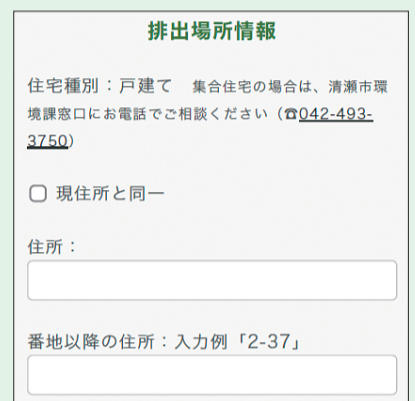 排出場所情報
住宅種別：戸建て　集合住宅の場合は、清瀬市環
境課窓口にお電話でご相談ください（☎042-493-
3750）
現住所と同一
住所：
番地以降の住所：入力例「2-37」